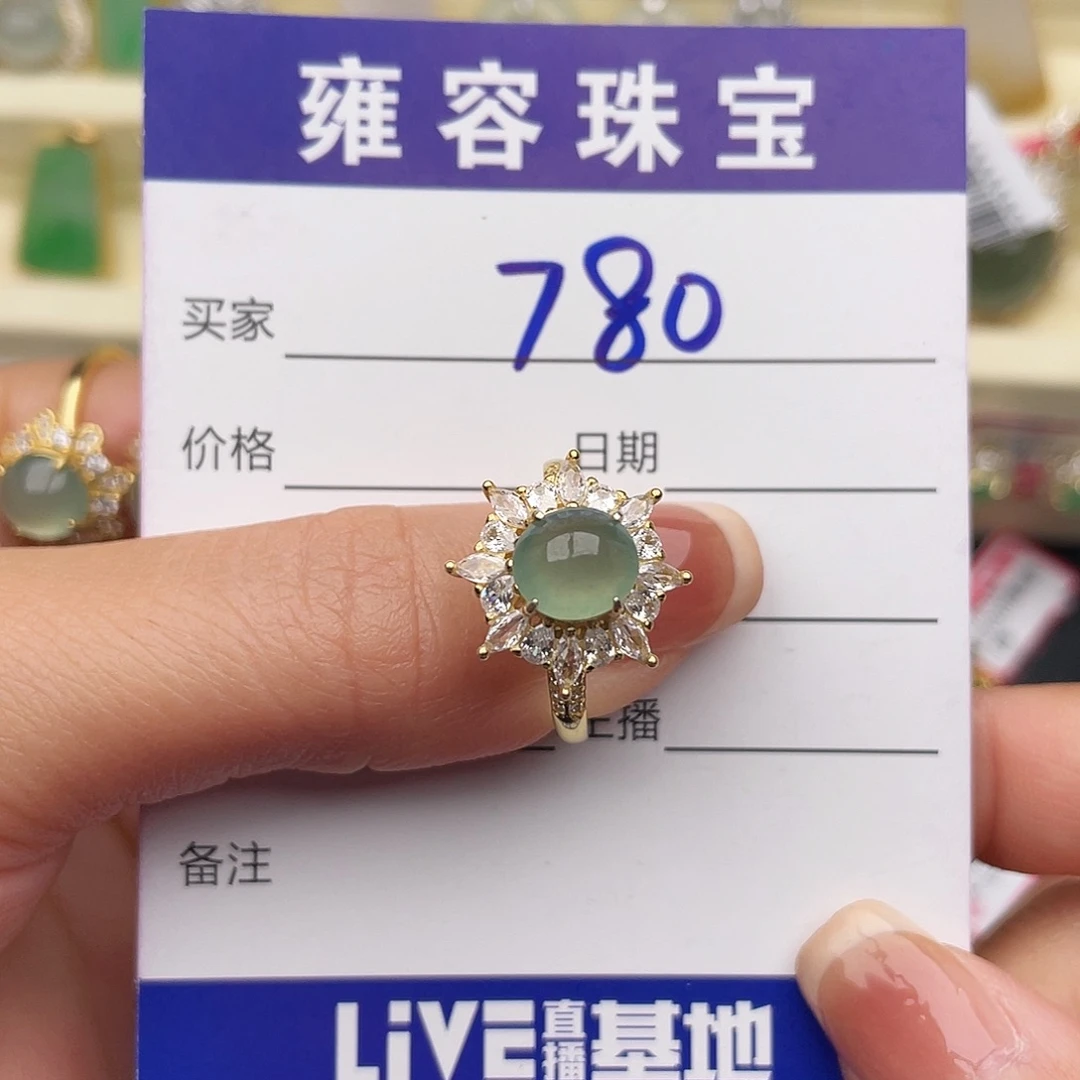 雍容珠宝
买家 780
价格 日期
播
备注
LiVE直播基地